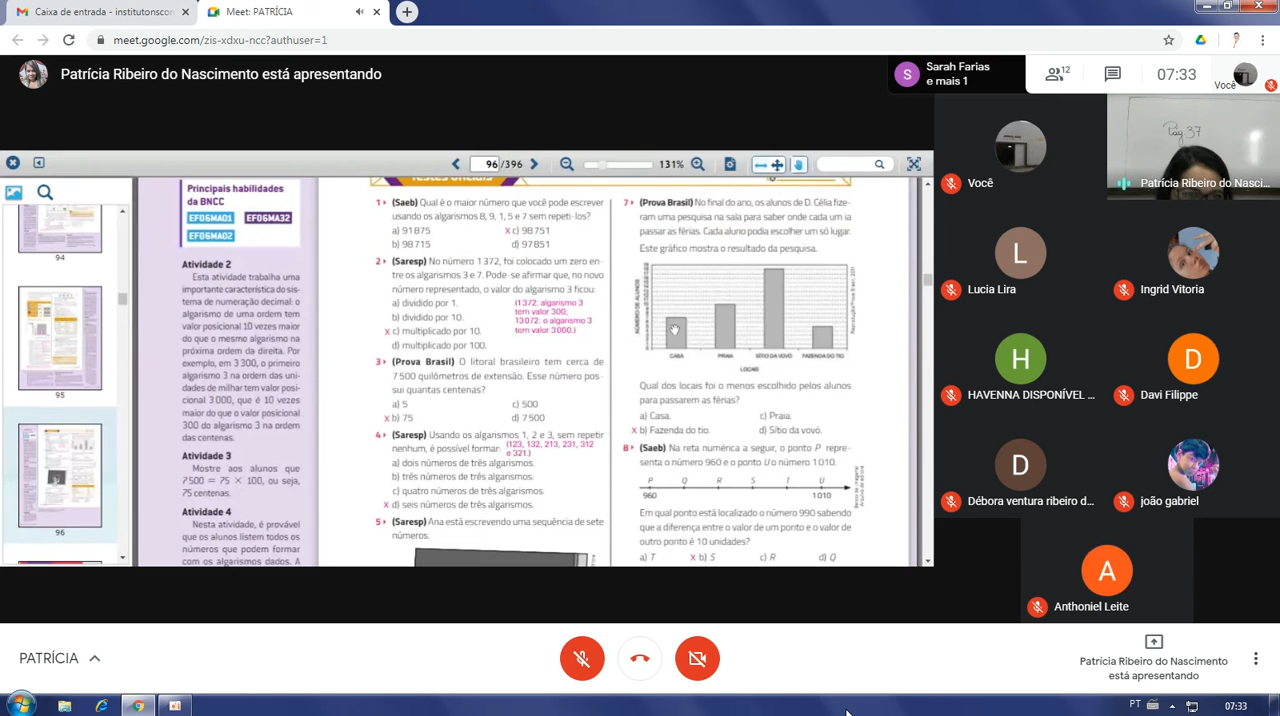 Caixa de entrada - institutonscon
Meet: PATRÍCIA
meet.google.com/zis-xdxu-ncc?authuser=1
Patrícia Ribeiro do Nascimento está apresentando
S
Sarah Farias
e mais 1
12
07:33
Você
96 /396
131%
94
95
96
Principais habilidades
da BNCC
EF06MA01 EF06MA32
EF06MA02
Atividade 2
Esta atividade trabalha uma
importante característica do sis-
tema de numeração decimal: o
algarismo de uma ordem tem
valor posicional 10 vezes maior
do que o mesmo algarismo na
próxima ordem da direita. Por
exemplo, em 3 300, o primeiro
algarismo 3 na ordem das uni-
dades de milhar tem valor posi-
cional 3 000, que é 10 vezes
maior do que o valor posicional
300 do algarismo 3 na ordem
das centenas.
Atividade 3
Mostre aos alunos que
7 500 = 75 × 100, ou seja,
75 centenas.
Atividade 4
Nesta atividade, é provável
que os alunos listem todos os
números que podem formar
com os algarismos dados. A
Testes oficiais
1 (Saeb) Qual é o maior número que você pode escrever
usando os algarismos 8, 9, 1, 5 e 7 sem repeti-los?
a) 91 875 x c) 98 751
b) 98 715 d) 97 851
2 (Saresp) No número 1 372, foi colocado um zero en-
tre os algarismos 3 e 7. Pode-se afirmar que, no novo
número representado, o valor do algarismo 3 ficou:
a) dividido por 1.
b) dividido por 10.
x c) multiplicado por 10.
d) multiplicado por 100.
(1 372: algarismo 3
tem valor 300;
13 072: o algarismo 3
tem valor 3 000.)
3 (Prova Brasil) O litoral brasileiro tem cerca de
7 500 quilômetros de extensão. Esse número pos-
sui quantas centenas?
a) 5 c) 500
x b) 75 d) 7 500
4 (Saresp) Usando os algarismos 1, 2 e 3, sem repetir
nenhum, é possível formar: (123, 132, 213, 231, 312
e 321.)
a) dois números de três algarismos.
b) três números de três algarismos.
c) quatro números de três algarismos.
x d) seis números de três algarismos.
5 (Saresp) Ana está escrevendo uma sequência de sete
números.
7 (Prova Brasil) No final do ano, os alunos de D. Célia fize-
ram uma pesquisa na sala para saber onde cada um ia
passar as férias. Cada aluno podia escolher um só lugar.
Este gráfico mostra o resultado da pesquisa.
NÚMERO DE ALUNOS
CASA PRAIA SÍTIO DA VOVÓ FAZENDA DO TIO
LOCAIS
Qual dos locais foi o menos escolhido pelos alunos
para passarem as férias?
a) Casa. c) Praia.
x b) Fazenda do tio. d) Sítio da vovó.
8 (Saeb) Na reta numérica a seguir, o ponto P repre-
senta o número 960 e o ponto U o número 1 010.
P Q R S T U
960 1 010
Em qual ponto está localizado o número 990 sabendo
que a diferença entre o valor de um ponto e o valor de
outro ponto é 10 unidades?
a) T x b) S c) R d) Q
Pág 37
Você
Patrícia Ribeiro do Nasci...
L
Lucia Lira
Ingrid Vitoria
H
HAVENNA DISPONÍVEL ...
D
Davi Filippe
D
Débora ventura ribeiro d...
joão gabriel
A
Anthoniel Leite
PATRÍCIA
Patrícia Ribeiro do Nascimento
está apresentando
PT
07:33